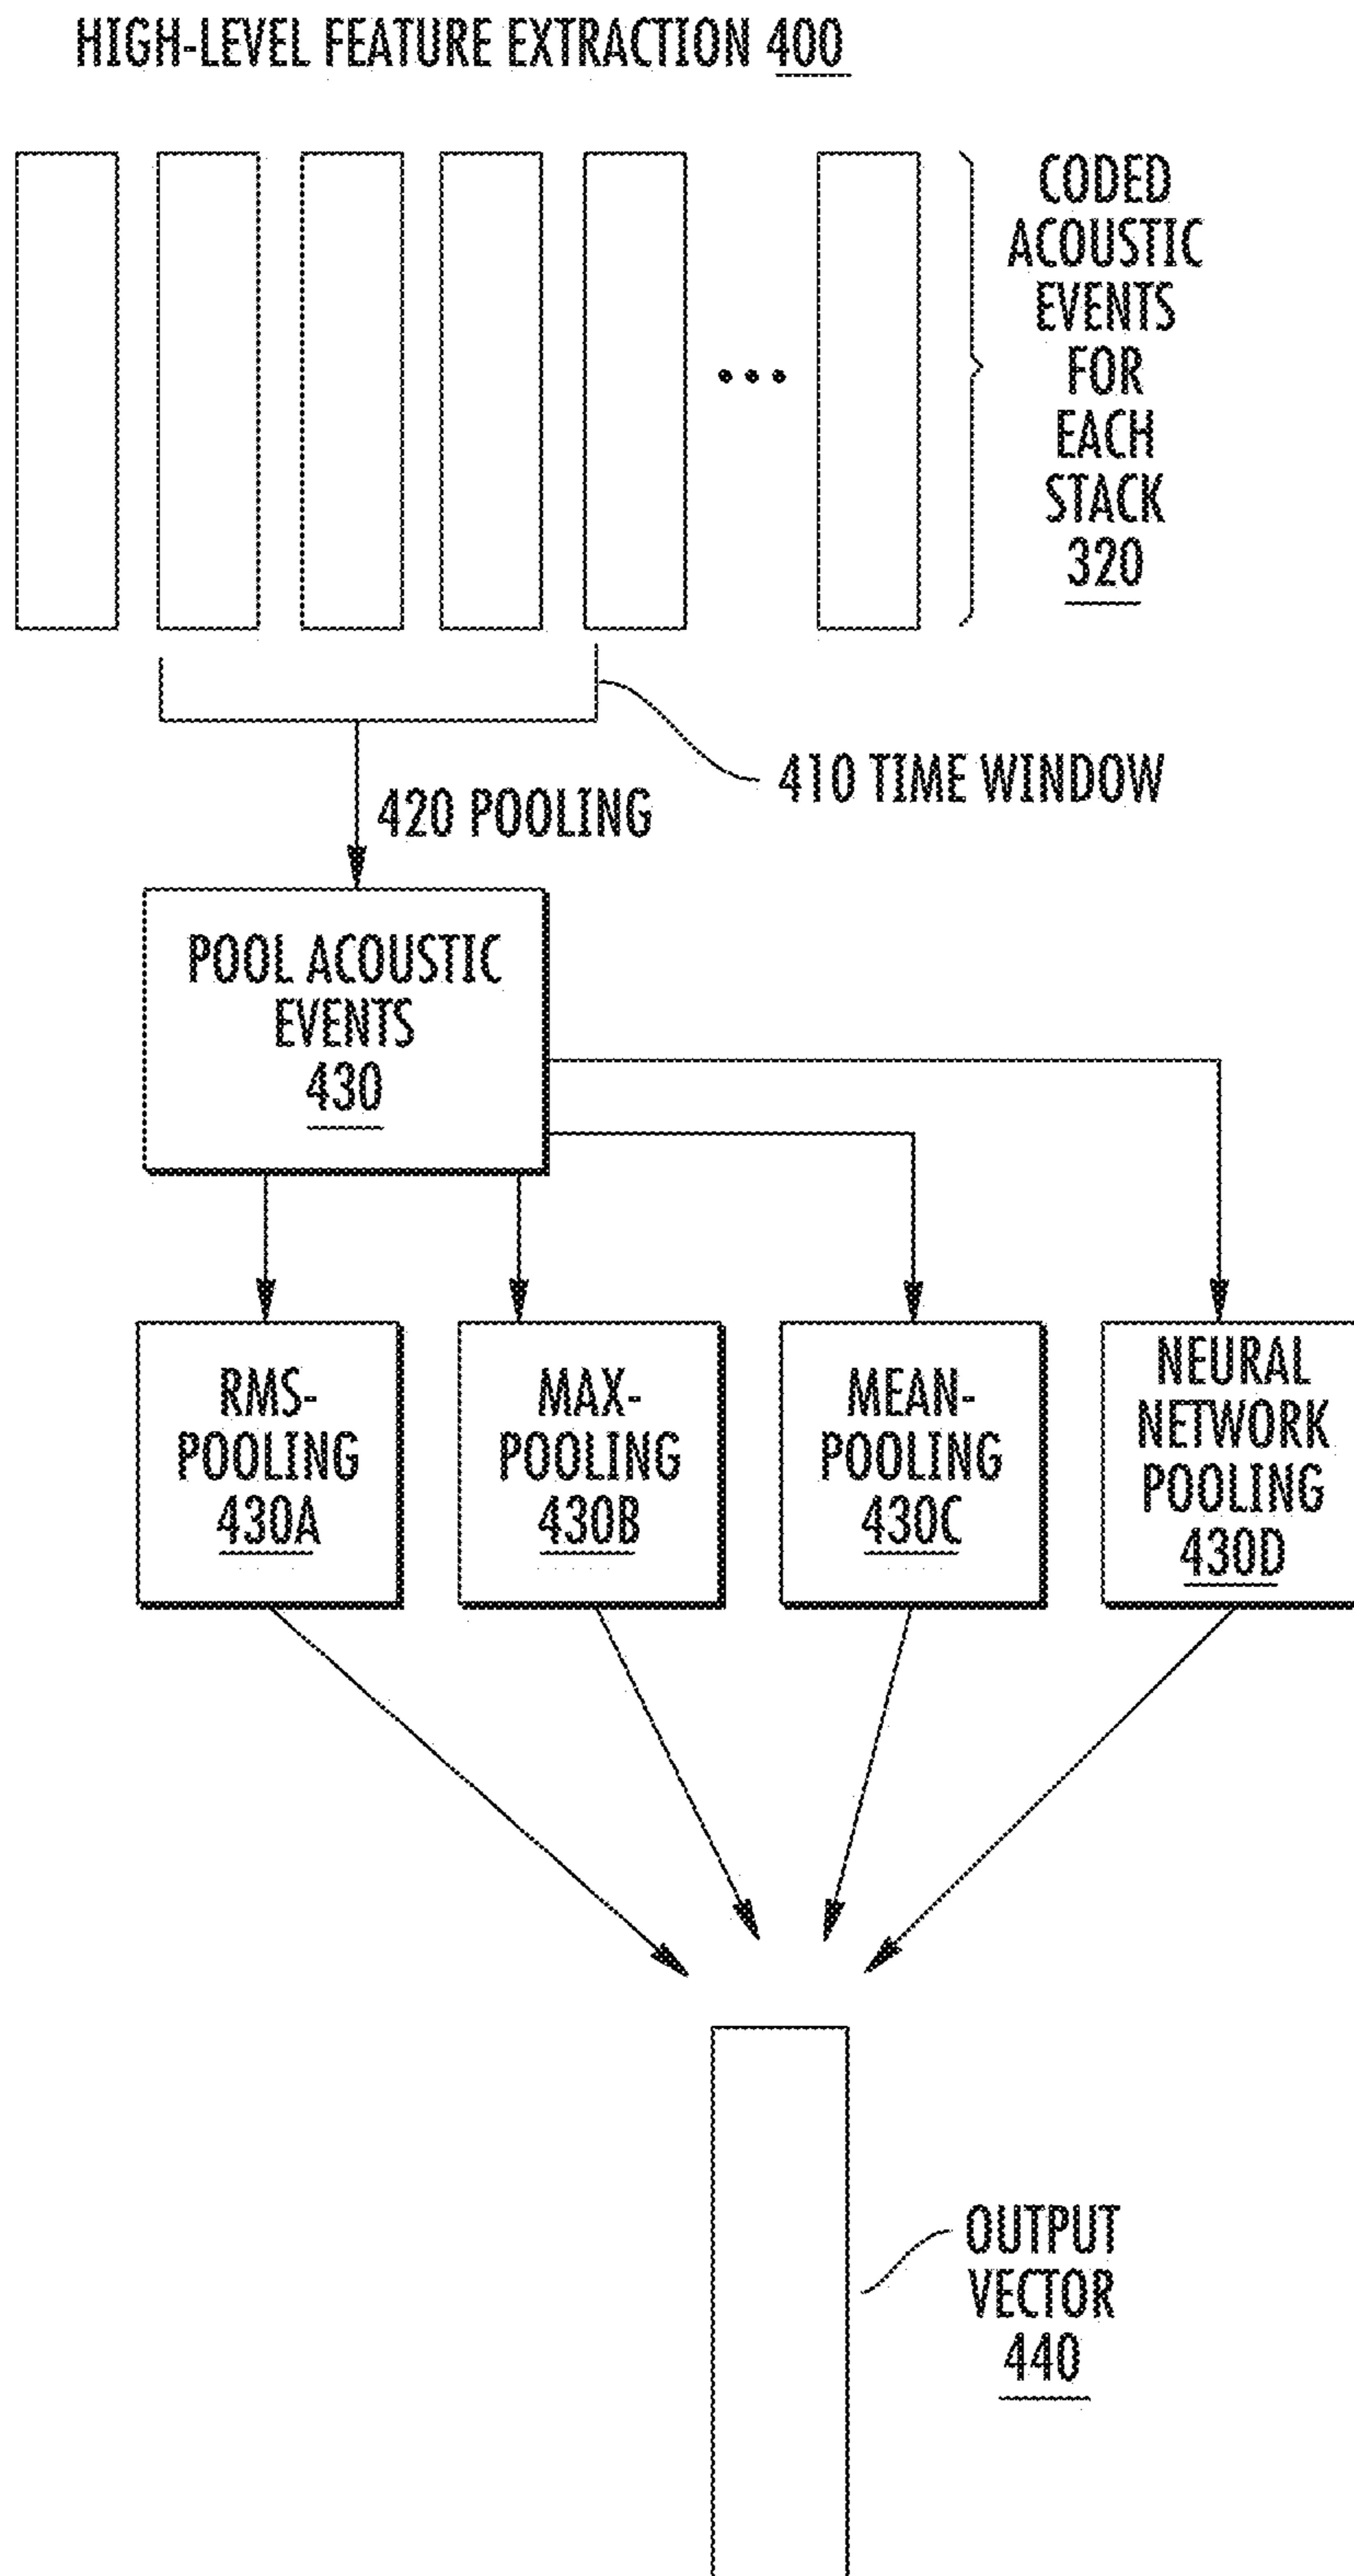 HIGH-LEVEL FEATURE EXTRACTION 400
CODED
ACOUSTIC
EVENTS
FOR
EACH
STACK
320
410 TIME WINDOW
420 POOLING
POOL ACOUSTIC
EVENTS
430
RMS-
POOLING
430A
MAX-
POOLING
430B
MEAN-
POOLING
430C
NEURAL
NETWORK
POOLING
430D
OUTPUT
VECTOR
440